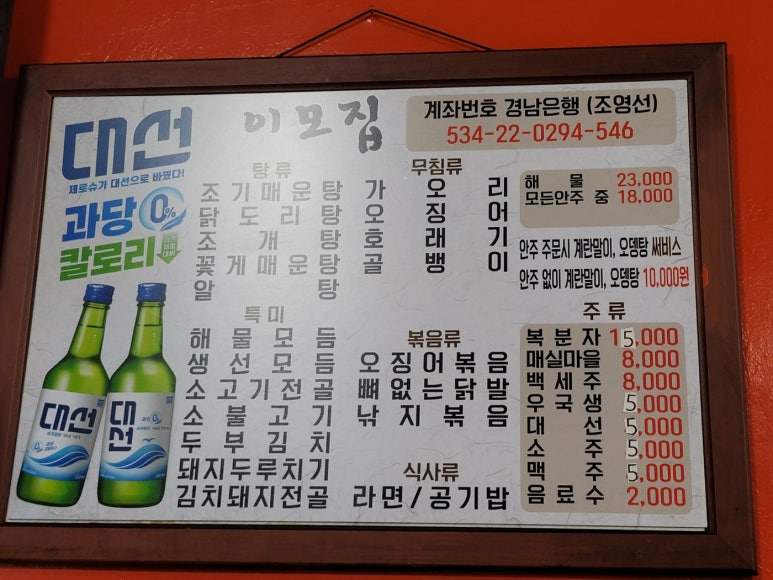 대선
제로슈가 대선으로 바꿨다!
과당 0%
칼로리
이모집
계좌번호 경남은행 (조영선)
534-22-0294-546
탕류
조기매운탕
닭도리탕
조개탕
꽃게매운탕
알탕
무침류
가오리
오징어
호래기
골뱅이
해물 23,000
모든안주 중 18,000
안주 주문시 계란말이, 오뎅탕 써비스
안주 없이 계란말이, 오뎅탕 10,000원
특미
해물모듬
생선모듬
소고기전골
소불고기
두부김치
돼지두루치기
김치돼지전골
볶음류
오징어볶음
뼈없는닭발
낚지볶음
식사류
라면/공기밥
주류
복분자 15,000
매실마을 8,000
백세주 8,000
우국생 5,000
대선 5,000
소주 5,000
맥주 5,000
음료수 2,000
대선
대선
과당 0%